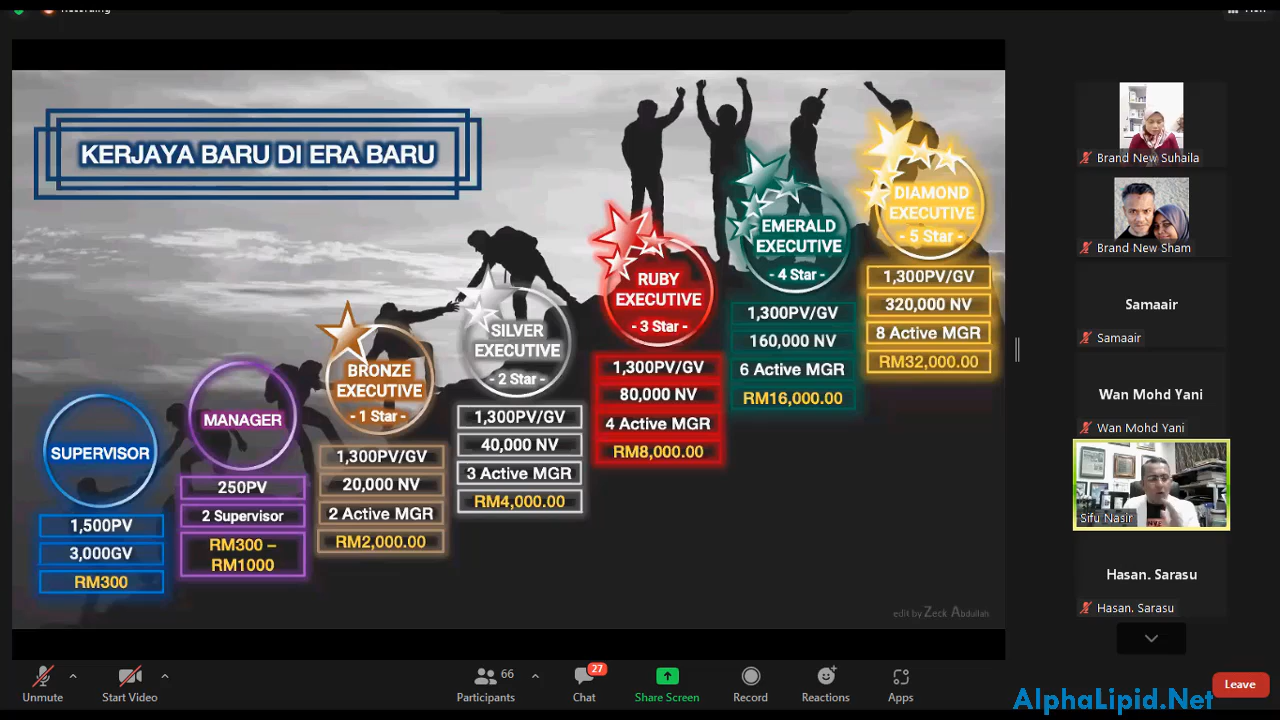 Recording
View
KERJAYA BARU DI ERA BARU
SUPERVISOR
1,500PV
3,000GV
RM300
MANAGER
250PV
2 Supervisor
RM300 –
RM1000
BRONZE
EXECUTIVE
- 1 Star -
1,300PV/GV
20,000 NV
2 Active MGR
RM2,000.00
SILVER
EXECUTIVE
- 2 Star -
1,300PV/GV
40,000 NV
3 Active MGR
RM4,000.00
RUBY
EXECUTIVE
- 3 Star -
1,300PV/GV
80,000 NV
4 Active MGR
RM8,000.00
EMERALD
EXECUTIVE
- 4 Star -
1,300PV/GV
160,000 NV
6 Active MGR
RM16,000.00
DIAMOND
EXECUTIVE
- 5 Star -
1,300PV/GV
320,000 NV
8 Active MGR
RM32,000.00
edit by Zeck Abdullah
Brand New Suhaila
Brand New Sham
Samaair
Samaair
Wan Mohd Yani
Wan Mohd Yani
Sifu Nasir
Hasan. Sarasu
Hasan. Sarasu
Unmute
Start Video
66
Participants
27
Chat
Share Screen
Record
Reactions
Apps
Leave
AlphaLipid.Net